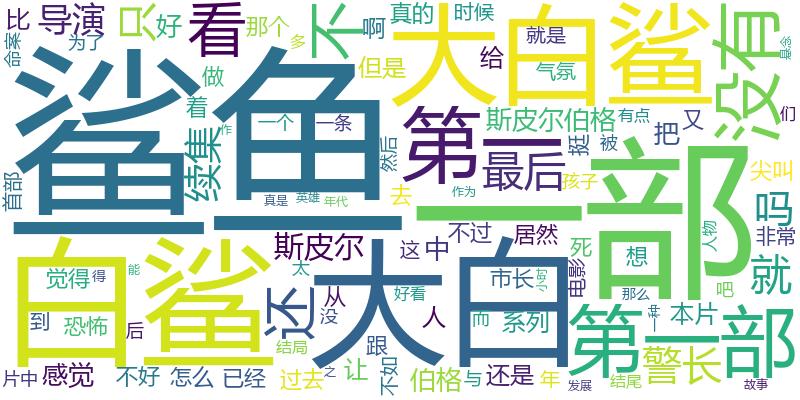 比 导演 只 好 看 那个 多 不 啊 真的 时候 大白鲨 没有
命案 为了 但是 给 就是 气氛 悬念
鲨鱼 做 着 一个 一条 第一 斯皮尔伯格 有点 把 又 们
续集 作 然后 最后 挺 被 尖叫
首部 真是 英雄 年代 去 一部 作为 孩子 吗
白鲨 斯皮尔 大白 这 中 不过 居然 死 想 人物 非常
觉得 得 能 还 太 市长 小时 电影 那么 吧 就
到 恐怖 后 从 没 好看 人 而 系列 第一部 本片
片中 感觉 不好 怎么 已经 结局 之 过去 跟 让 不如 伯格 与 还是 年 发展 结尾 警长 故事